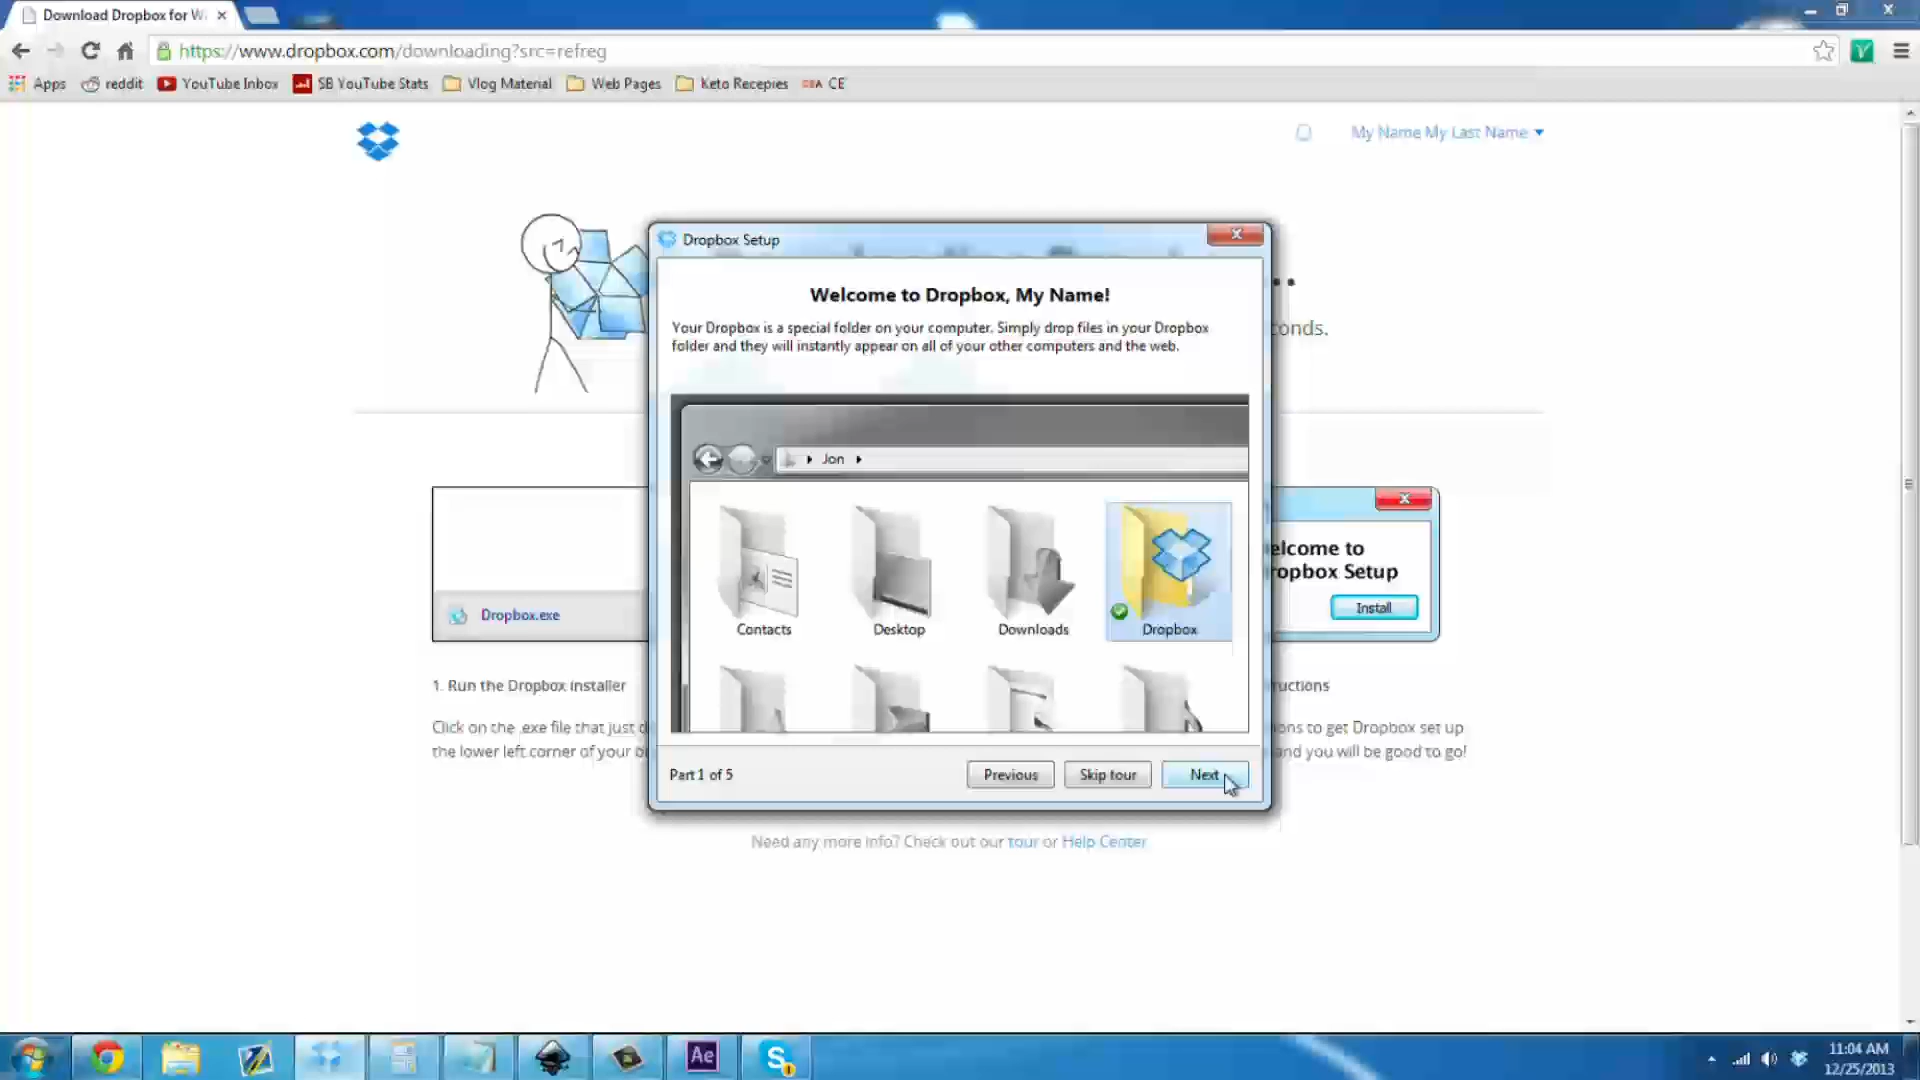 Download Dropbox for W
https://www.dropbox.com/downloading?src=refreg
Apps
reddit
YouTube Inbox
SB YouTube Stats
Vlog Material
Web Pages
Keto Recepies
CE
My Name My Last Name
Dropbox Setup
Welcome to Dropbox, My Name!
Your Dropbox is a special folder on your computer. Simply drop files in your Dropbox
folder and they will instantly appear on all of your other computers and the web.
..
conds.
Jon
Contacts
Desktop
Downloads
Dropbox
Dropbox.exe
elcome to
ropbox Setup
Install
1. Run the Dropbox installer
ructions
Click on the .exe file that just d
the lower left corner of your b
ons to get Dropbox set up
and you will be good to go!
Part 1 of 5
Previous
Skip tour
Next
Need any more info? Check out our tour or Help Center
Ae
11:04 AM
12/25/2013